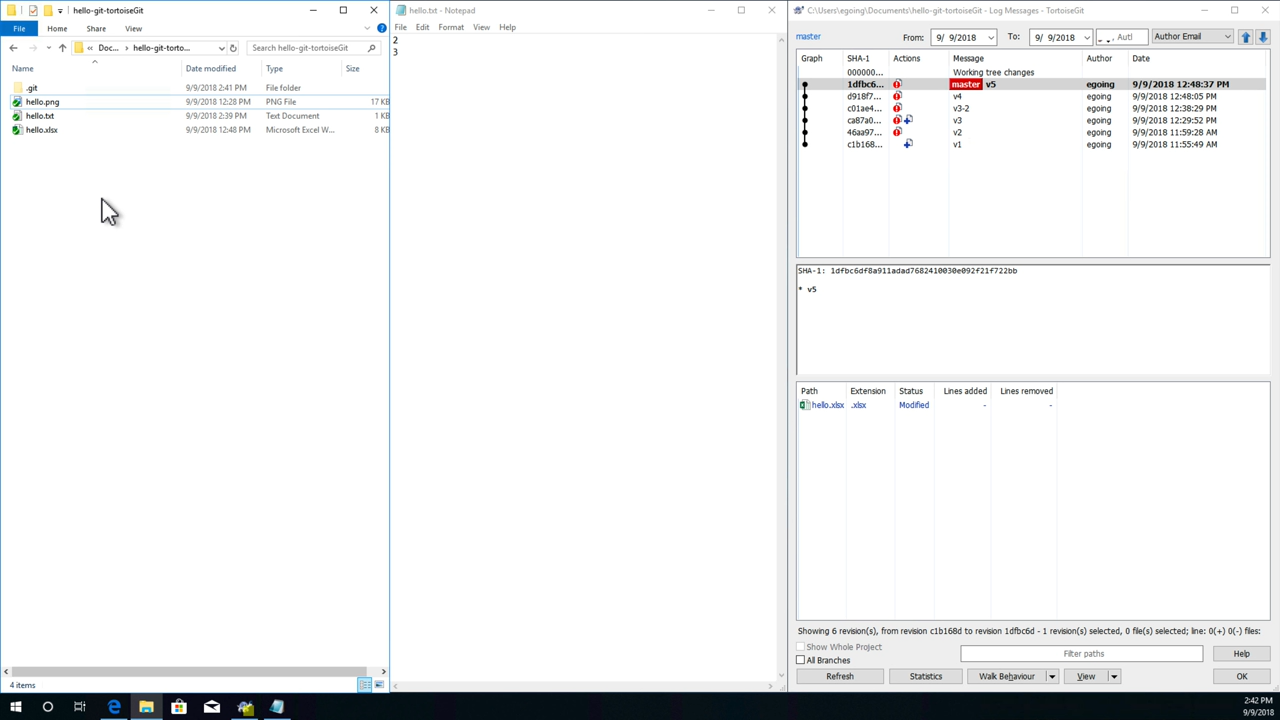 hello-git-tortoiseGit
File Home Share View
« Doc... › hello-git-torto...
Search hello-git-tortoiseGit
Name Date modified Type Size
.git 9/9/2018 2:41 PM File folder
hello.png 9/9/2018 12:28 PM PNG File 17 KB
hello.txt 9/9/2018 2:39 PM Text Document
hello.xlsx 9/9/2018 12:48 PM Microsoft Excel W... 8 KB
4 items
hello.txt - Notepad
File Edit Format View Help
2
3
C:\Users\egoing\Documents\hello-git-tortoiseGit - Log Messages - TortoiseGit
master From: 9/ 9/2018 To: 9/ 9/2018 Author Email
Graph SHA-1 Actions Message Author Date
000000... Working tree changes
1dfbc6... master v5 egoing 9/9/2018 12:48:37 PM
d918f7... v4 egoing 9/9/2018 12:48:05 PM
c01ae4... v3-2 egoing 9/9/2018 12:38:29 PM
ca87a0... v3 egoing 9/9/2018 12:29:52 PM
46aa97... v2 egoing 9/9/2018 11:59:28 AM
c1b168... v1 egoing 9/9/2018 11:55:49 AM
SHA-1: 1dfbc6df8a911adad7682410030e092f21f722bb
* v5
Path Extension Status Lines added Lines removed
hello.xlsx .xlsx Modified - -
Showing 6 revision(s), from revision c1b168d to revision 1dfbc6d - 1 revision(s) selected, 0 file(s) selected; line: 0(+) 0(-) files:
Show Whole Project
All Branches
Filter paths
Help
Refresh Statistics Walk Behaviour View OK
2:42 PM
9/9/2018